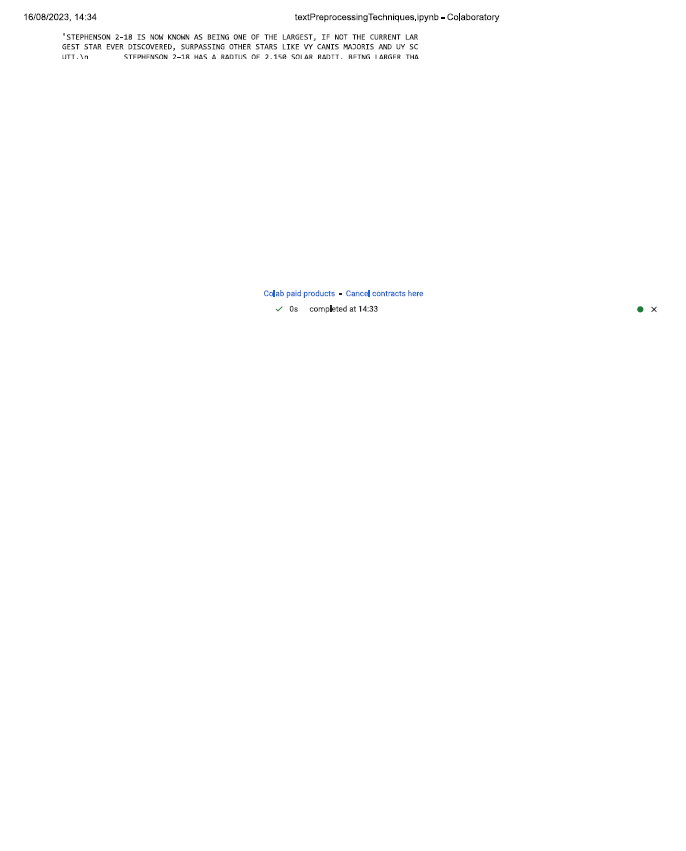 16/08/2023, 14:34 textPreprocessingTechniques.ipynb - Colaboratory
'STEPHENSON 2-18 IS NOW KNOWN AS BEING ONE OF THE LARGEST, IF NOT THE CURRENT LAR
GEST STAR EVER DISCOVERED, SURPASSING OTHER STARS LIKE VY CANIS MAJORIS AND UY SC
UTI.\n STEPHENSON 2-18 HAS A RADIUS OF 2,150 SOLAR RADII, BEING LARGER THA
Colab paid products - Cancel contracts here
0s completed at 14:33